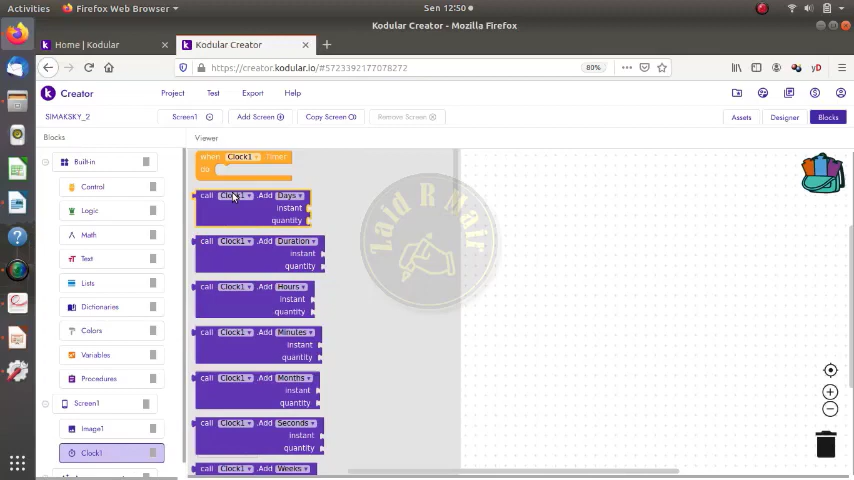 Activities
Firefox Web Browser
Sen 12:50
Kodular Creator - Mozilla Firefox
Home | Kodular
Kodular Creator
https://creator.kodular.io/#5723392177078272
80%
Creator
Project
Test
Export
Help
SIMAKSKY_2
Screen1
Add Screen
Copy Screen
Remove Screen
Assets
Designer
Blocks
Blocks
Viewer
Built-in
Control
Logic
Math
Text
Lists
Dictionaries
Colors
Variables
Procedures
Screen1
Image1
Clock1
when Clock1 .Timer
do
call Clock1 .Add Days
instant
quantity
call Clock1 .Add Duration
instant
quantity
call Clock1 .Add Hours
instant
quantity
call Clock1 .Add Minutes
instant
quantity
call Clock1 .Add Months
instant
quantity
call Clock1 .Add Seconds
instant
quantity
call Clock1 .Add Weeks
Zaid R Mair